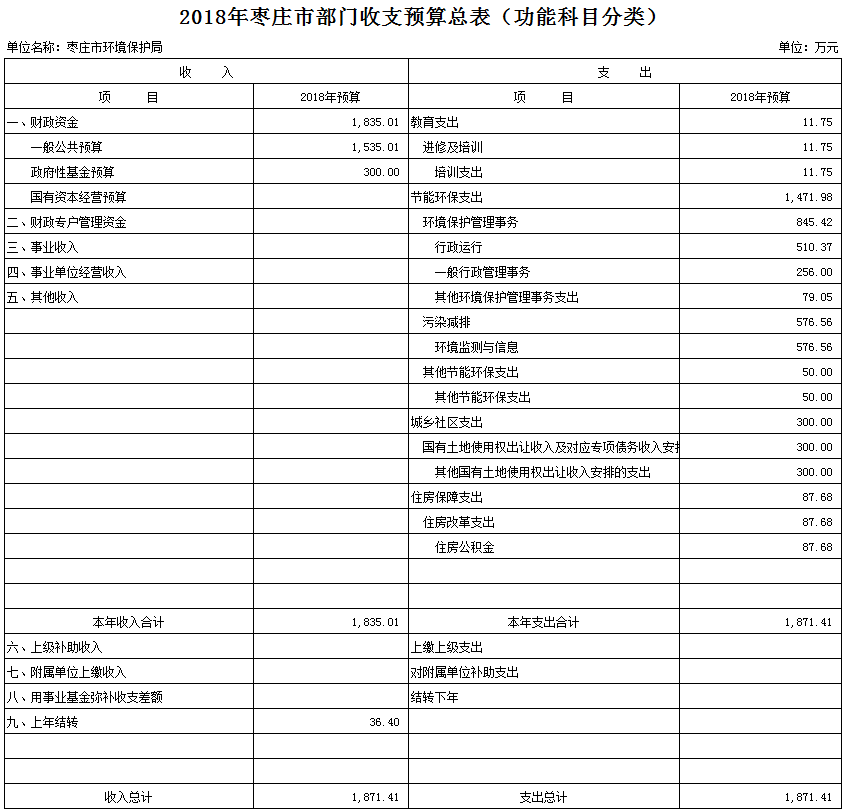 2018年枣庄市部门收支预算总表（功能科目分类）
单位名称：枣庄市环境保护局 单位：万元
收 入 支 出
项 目 2018年预算 项 目 2018年预算
一、财政资金 1,835.01 教育支出 11.75
一般公共预算 1,535.01 进修及培训 11.75
政府性基金预算 300.00 培训支出 11.75
国有资本经营预算 节能环保支出 1,471.98
二、财政专户管理资金 环境保护管理事务 845.42
三、事业收入 行政运行 510.37
四、事业单位经营收入 一般行政管理事务 256.00
五、其他收入 其他环境保护管理事务支出 79.05
污染减排 576.56
环境监测与信息 576.56
其他节能环保支出 50.00
其他节能环保支出 50.00
城乡社区支出 300.00
国有土地使用权出让收入及对应专项债务收入安排 300.00
其他国有土地使用权出让收入安排的支出 300.00
住房保障支出 87.68
住房改革支出 87.68
住房公积金 87.68
本年收入合计 1,835.01 本年支出合计 1,871.41
六、上级补助收入 上缴上级支出
七、附属单位上缴收入 对附属单位补助支出
八、用事业基金弥补收支差额 结转下年
九、上年结转 36.40
收入总计 1,871.41 支出总计 1,871.41